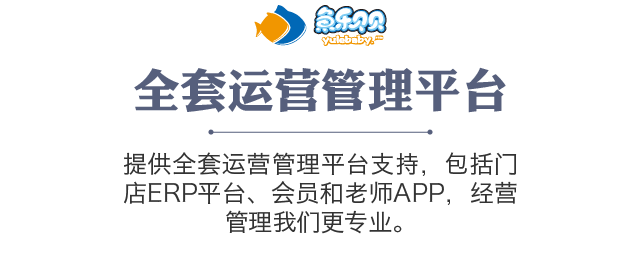 鱼乐贝贝
yulebaby.com
全套运营管理平台
提供全套运营管理平台支持，包括门
店ERP平台、会员和老师APP，经营
管理我们更专业。